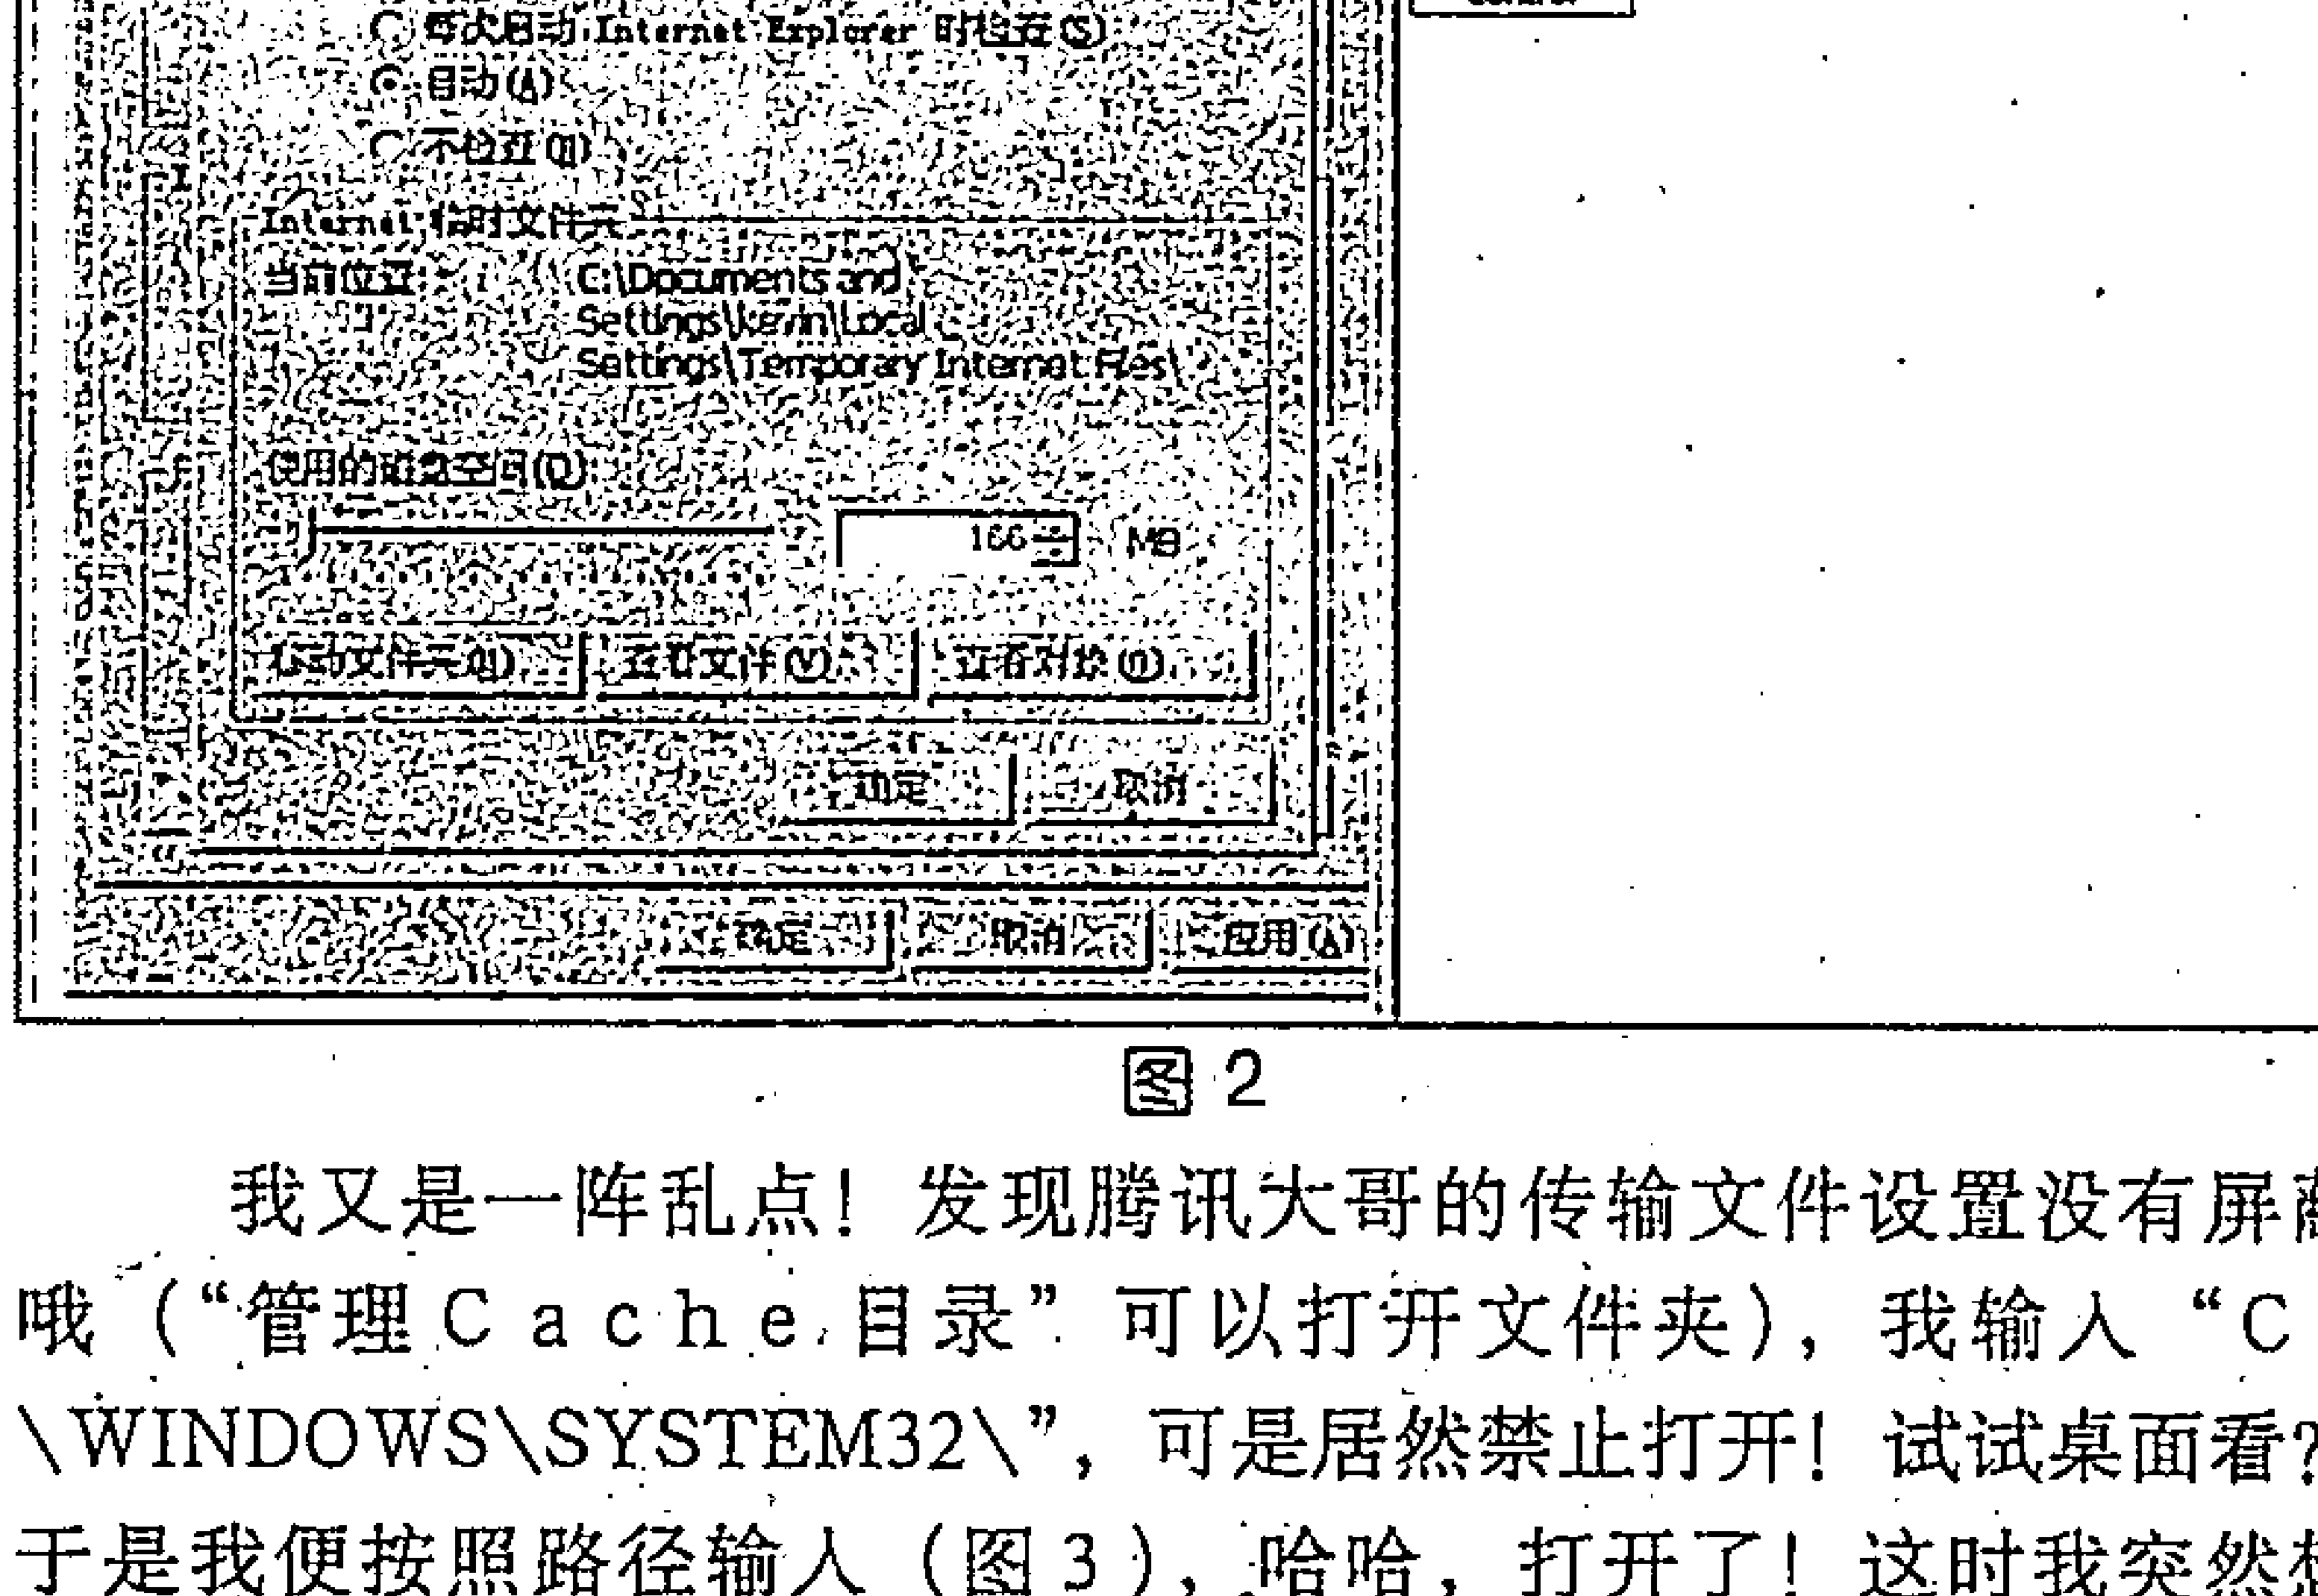 每次启动 Internet Explorer 时检查(S)
自动(A)
不检查(N)
Internet 临时文件夹
当前位置: C:\Documents and
Settings\kevin\Local
Settings\Temporary Internet Files\
使用的磁盘空间(D):
166 MB
移动文件夹(M) 查看文件(V) 查看对象(O)
确定 取消
确定 取消 应用(A)
图 2
我又是一阵乱点！发现腾讯大哥的传输文件设置没有屏蔽
哦（“管理Cache目录”可以打开文件夹），我输入“C
\WINDOWS\SYSTEM32\”，可是居然禁止打开！试试桌面看？
于是我便按照路径输入（图3），哈哈，打开了！这时我突然想